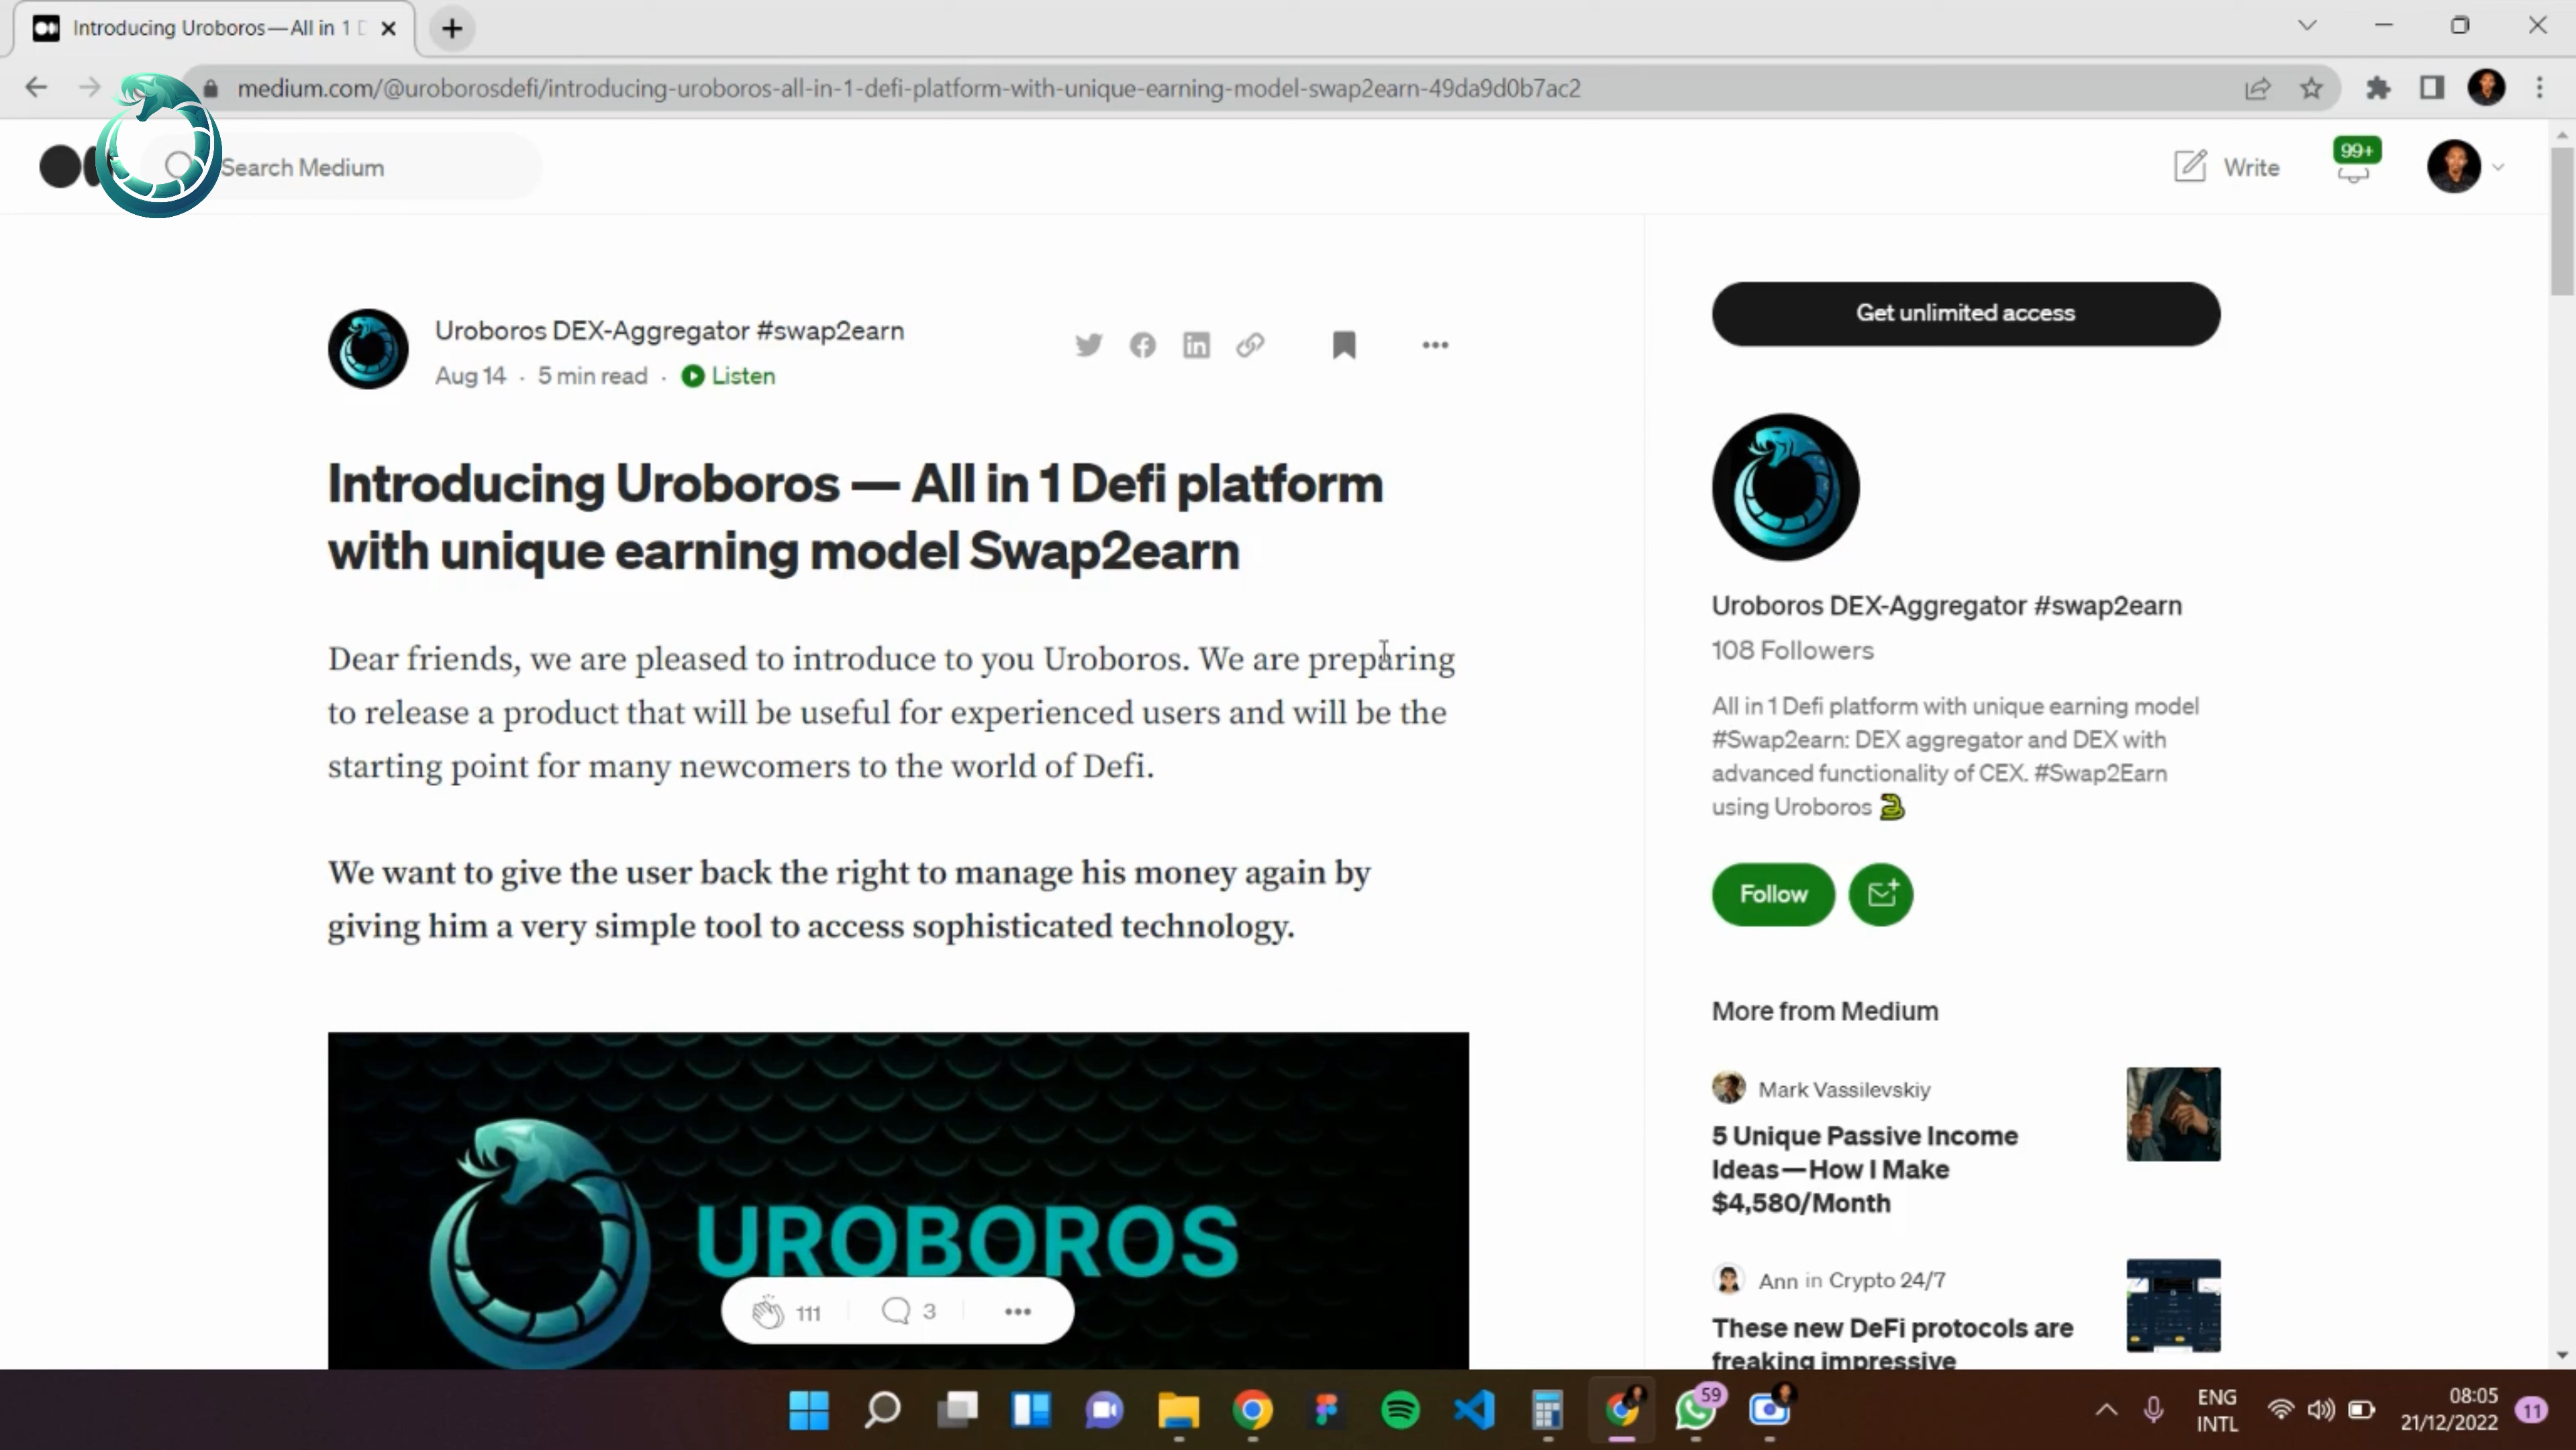 Introducing Uroboros — All in 1 D
medium.com/@uroborosdefi/introducing-uroboros-all-in-1-defi-platform-with-unique-earning-model-swap2earn-49da9d0b7ac2
Search Medium
Write
99+
Get unlimited access
Uroboros DEX-Aggregator #swap2earn
Aug 14 · 5 min read · Listen
Introducing Uroboros — All in 1 Defi platform
with unique earning model Swap2earn
Dear friends, we are pleased to introduce to you Uroboros. We are preparing
to release a product that will be useful for experienced users and will be the
starting point for many newcomers to the world of Defi.
We want to give the user back the right to manage his money again by
giving him a very simple tool to access sophisticated technology.
UROBOROS
111
3
Uroboros DEX-Aggregator #swap2earn
108 Followers
All in 1 Defi platform with unique earning model
#Swap2earn: DEX aggregator and DEX with
advanced functionality of CEX. #Swap2Earn
using Uroboros 🐍
Follow
More from Medium
Mark Vassilevskiy
5 Unique Passive Income
Ideas — How I Make
$4,580/Month
Ann in Crypto 24/7
These new DeFi protocols are
freaking impressive
59
ENG
INTL
08:05
21/12/2022
11